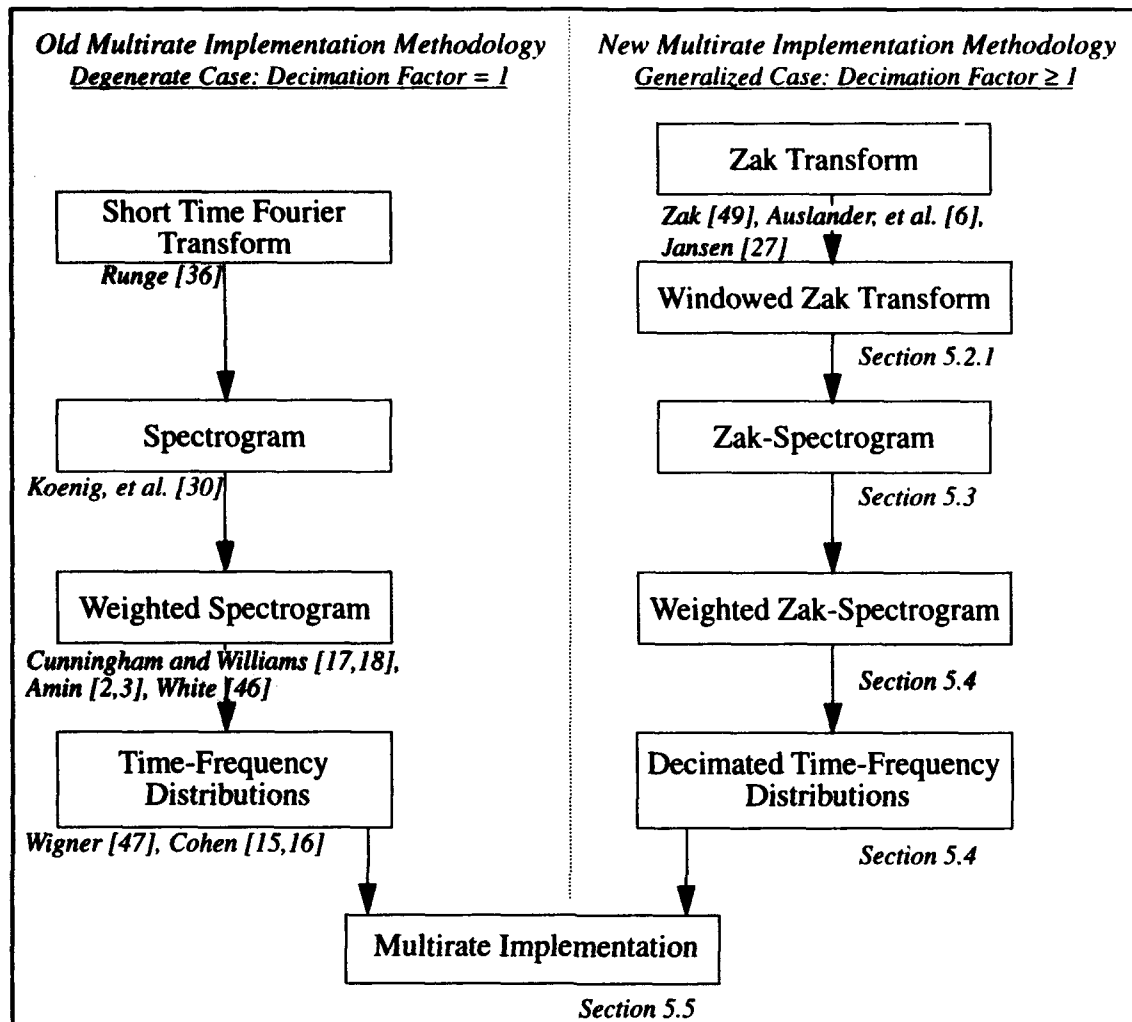 Old Multirate Implementation Methodology
Degenerate Case: Decimation Factor = 1
Short Time Fourier
Transform
Runge [36]
Spectrogram
Koenig, et al. [30]
Weighted Spectrogram
Cunningham and Williams [17,18],
Amin [2,3], White [46]
Time-Frequency
Distributions
Wigner [47], Cohen [15,16]
New Multirate Implementation Methodology
Generalized Case: Decimation Factor ≥ 1
Zak Transform
Zak [49], Auslander, et al. [6],
Jansen [27]
Windowed Zak Transform
Section 5.2.1
Zak-Spectrogram
Section 5.3
Weighted Zak-Spectrogram
Section 5.4
Decimated Time-Frequency
Distributions
Section 5.4
Multirate Implementation
Section 5.5